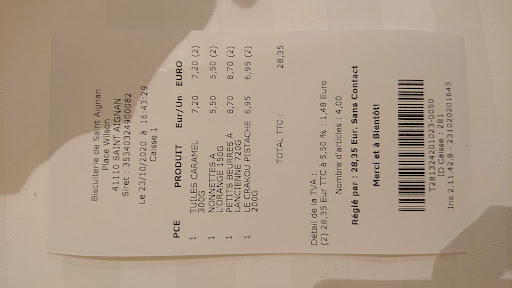 Biscuiterie de Saint Aignan
Place Wilson
41110 SAINT AIGNAN
Siret : 35340324900082
Le 23/10/2020 à 16:43:29
Caisse 1
PCE PRODUIT Eur/Un EURO
1 TUILES CARAMEL 7,20 7,20 (2)
300G
1 NONNETTES A 5,50 5,50 (2)
L'ORANGE 155G
1 PETITS BEURRES A 8,70 8,70 (2)
L'ANCIENNE 720G
1 LE CRAKOU PISTACHE 6,95 6,95 (2)
200G
TOTAL TTC : 28,35
Détail de la TVA :
(2) 28,35 Eur TTC à 5,50 % : 1,48 Euro
Nombre d'articles : 4,00
Réglé par : 28,35 Eur. Sans Contact
Merci et à Bientôt!
T281324201023-0050
ID Caisse : 281
Iris 2.11.42.8 - 231020201643